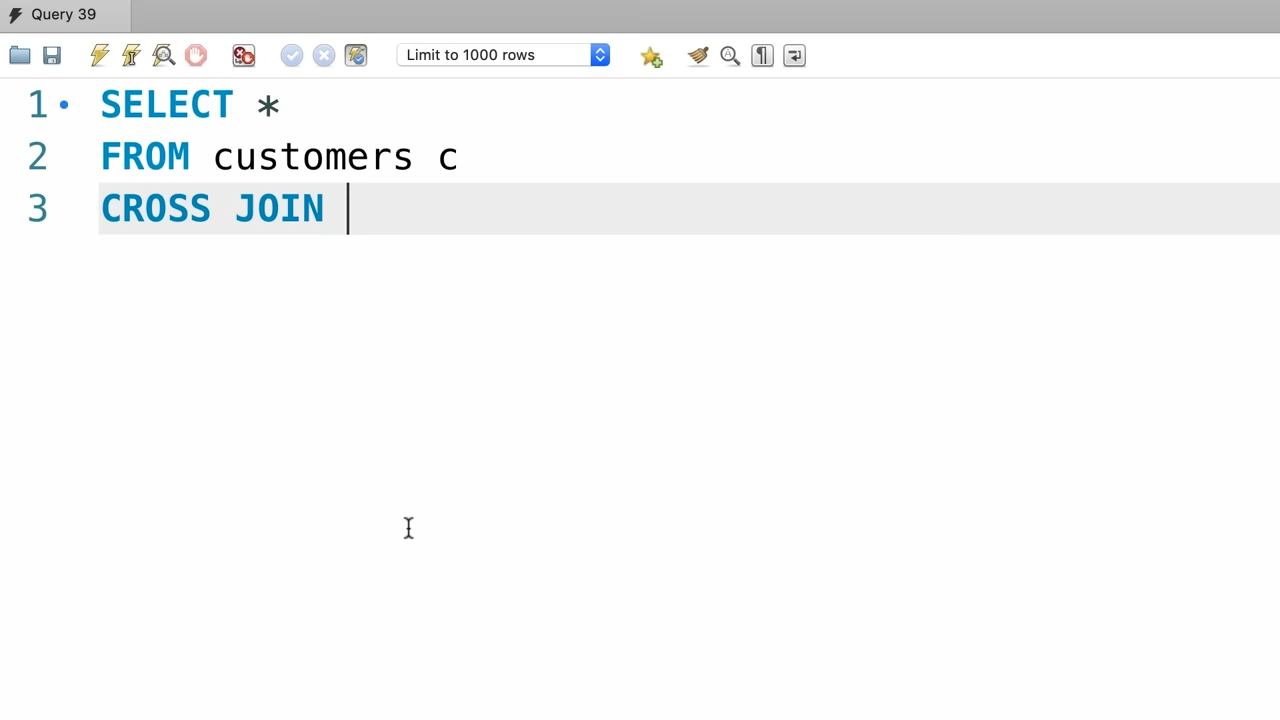 Query 39
Limit to 1000 rows
1 SELECT *
2 FROM customers c
3 CROSS JOIN